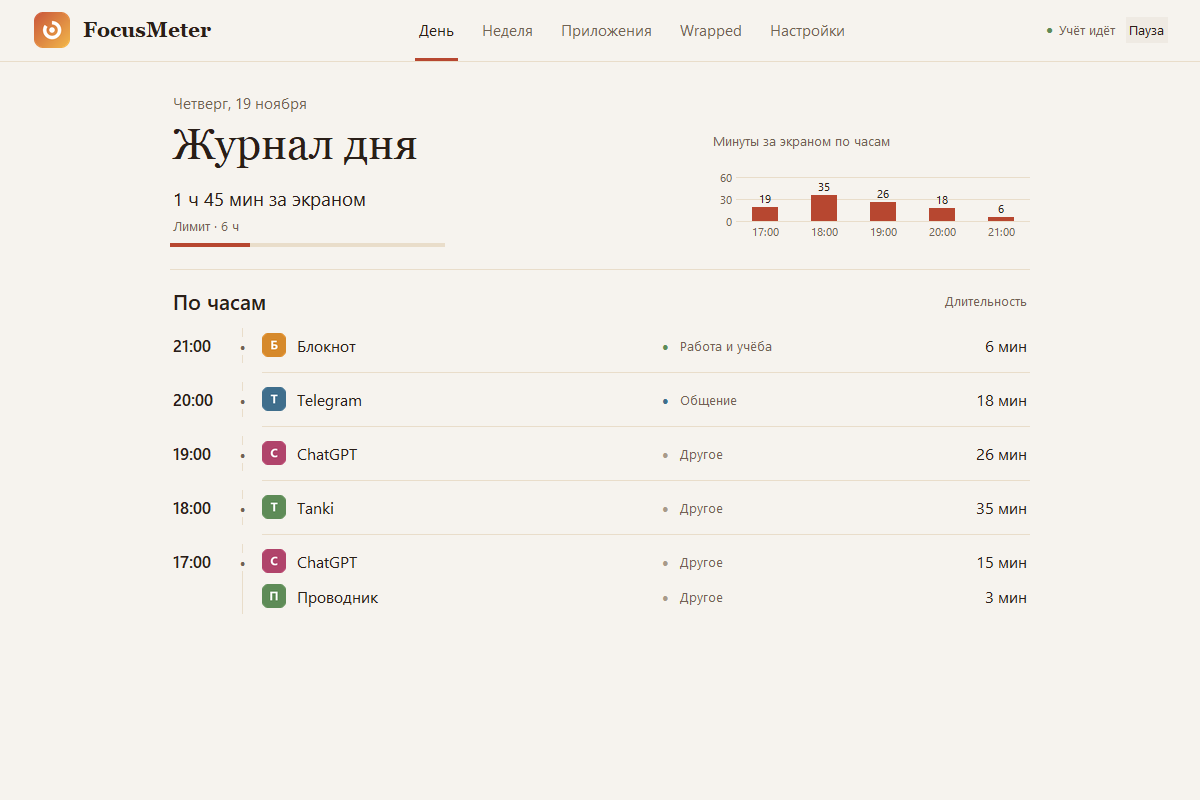 FocusMeter
День Неделя Приложения Wrapped Настройки
Учёт идёт Пауза
Четверг, 19 ноября
Журнал дня
1 ч 45 мин за экраном
Лимит · 6 ч
Минуты за экраном по часам
60
30
0
19 35 26 18 6
17:00 18:00 19:00 20:00 21:00
По часам Длительность
21:00 Б Блокнот Работа и учёба 6 мин
20:00 T Telegram Общение 18 мин
19:00 C ChatGPT Другое 26 мин
18:00 T Tanki Другое 35 мин
17:00 C ChatGPT Другое 15 мин
П Проводник Другое 3 мин